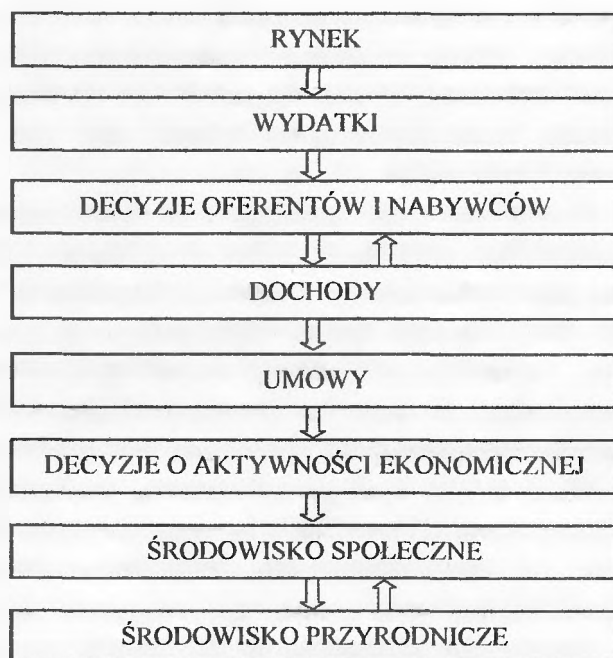 RYNEK
WYDATKI
DECYZJE OFERENTÓW I NABYWCÓW
DOCHODY
UMOWY
DECYZJE O AKTYWNOŚCI EKONOMICZNEJ
ŚRODOWISKO SPOŁECZNE
ŚRODOWISKO PRZYRODNICZE